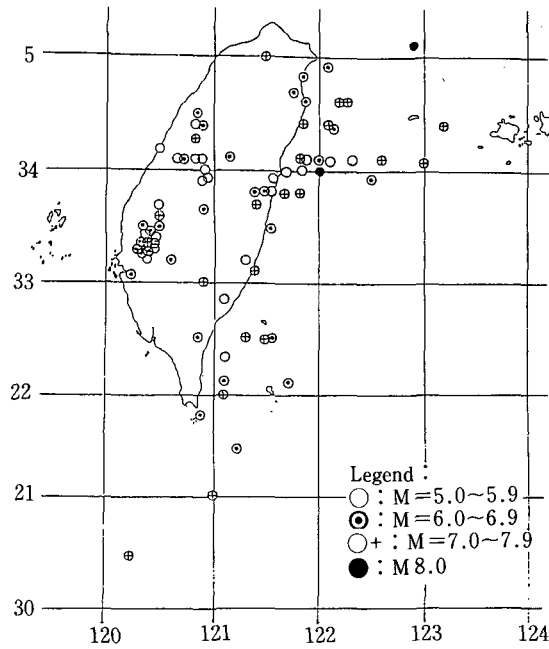 5
34
33
22
21
30
120
121
122
123
124
Legend :
○ : M=5.0~5.9
⊙ : M=6.0~6.9
○+ : M=7.0~7.9
● : M 8.0